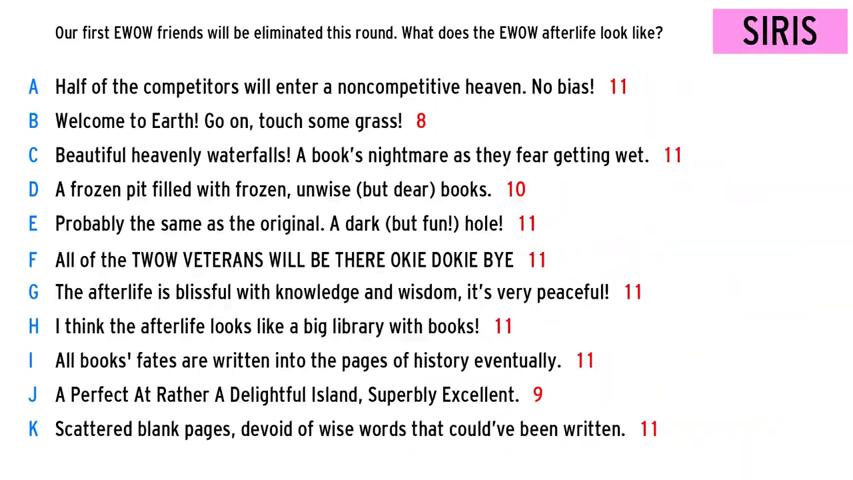 Our first EWOW friends will be eliminated this round. What does the EWOW afterlife look like?
SIRIS
A Half of the competitors will enter a noncompetitive heaven. No bias! 11
B Welcome to Earth! Go on, touch some grass! 8
C Beautiful heavenly waterfalls! A book's nightmare as they fear getting wet. 11
D A frozen pit filled with frozen, unwise (but dear) books. 10
E Probably the same as the original. A dark (but fun!) hole! 11
F All of the TWOW VETERANS WILL BE THERE OKIE DOKIE BYE 11
G The afterlife is blissful with knowledge and wisdom, it's very peaceful! 11
H I think the afterlife looks like a big library with books! 11
I All books' fates are written into the pages of history eventually. 11
J A Perfect At Rather A Delightful Island, Superbly Excellent. 9
K Scattered blank pages, devoid of wise words that could've been written. 11